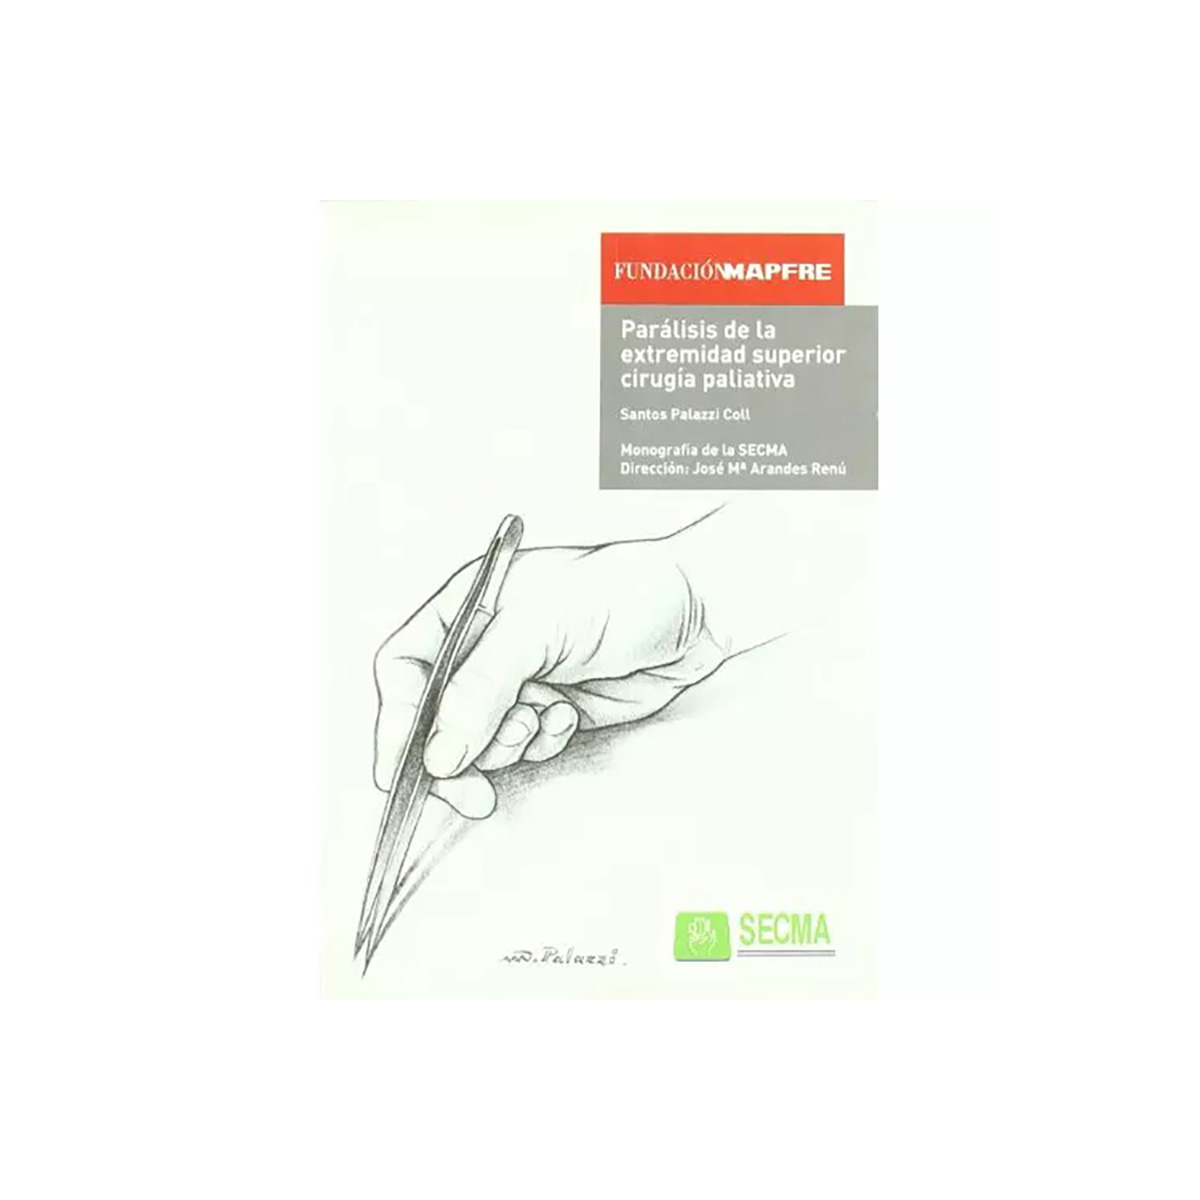 FUNDACIÓNMAPFRE
Parálisis de la
extremidad superior
cirugía paliativa
Santos Palazzi Coll
Monografía de la SECMA
Dirección: José Mª Arandes Renú
SECMA
Palazzi.